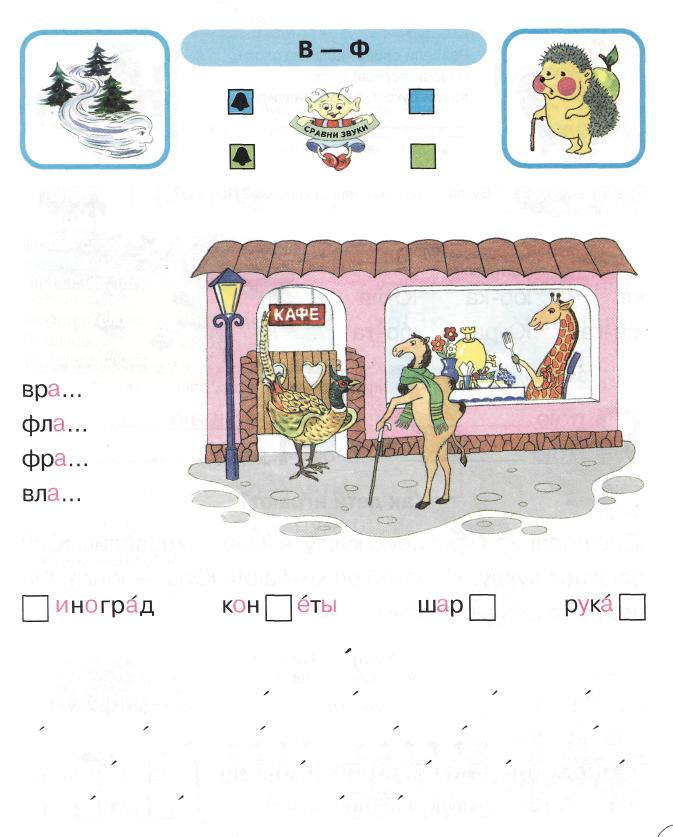 В — Ф
СРАВНИ ЗВУКИ
КАФЕ
вра...
фла...
фра...
вла...
иногра́д
кон е́ты
шар
рука́